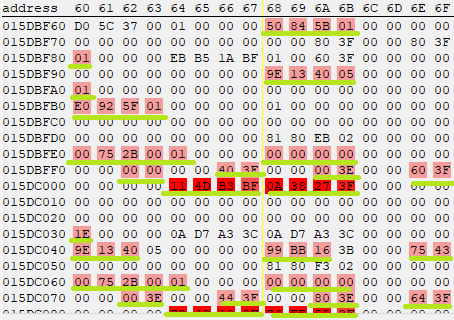 address 60 61 62 63 64 65 66 67 68 69 6A 6B 6C 6D 6E 6F
015DBF60 D0 5C 37 00 01 00 00 00 50 84 5B 01 00 00 00 00
015DBF70 00 00 00 00 00 00 00 00 00 00 80 3F 00 00 80 3F
015DBF80 01 00 00 00 EB B5 1A BF 01 00 60 3F 00 00 00 00
015DBF90 00 00 00 00 00 00 00 00 9E 13 40 05 00 00 00 00
015DBFA0 01 00 00 00 00 00 00 00 00 00 00 00 00 00 00 00
015DBFB0 E0 92 5F 01 00 00 00 00 01 00 00 00 00 00 00 00
015DBFC0 00 00 00 00 00 00 00 00 00 00 00 00 00 00 00 00
015DBFD0 00 00 00 00 00 00 00 00 81 80 EB 02 00 00 00 00
015DBFE0 00 75 2B 00 01 00 00 00 00 00 00 00 00 00 00 00
015DBFF0 00 00 00 00 00 00 40 3F 00 00 00 3E 00 00 60 3F
015DC000 00 00 00 00 11 4D B3 BF 0A 38 27 3F 00 00 00 00
015DC010 00 00 00 00 00 00 00 00 00 00 00 00 00 00 00 00
015DC020 00 00 00 00 00 00 00 00 00 00 00 00 00 00 00 00
015DC030 1E 00 00 00 0A D7 A3 3C 0A D7 A3 3C 00 00 00 00
015DC040 9E 13 40 05 00 00 00 00 99 BB 16 3B 00 00 75 43
015DC050 00 00 00 00 00 00 00 00 81 80 F3 02 00 00 00 00
015DC060 00 75 2B 00 01 00 00 00 00 00 00 00 00 00 00 00
015DC070 00 00 00 3E 00 00 44 3F 00 00 80 3E 00 00 64 3F
015DC080 00 00 00 00